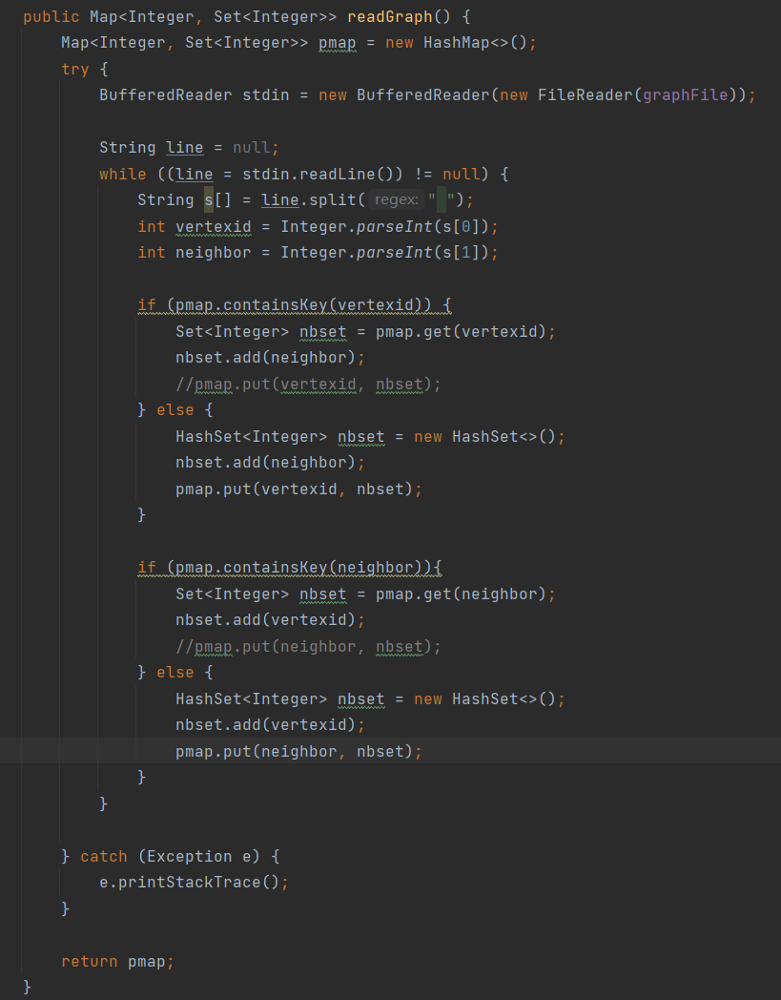 public Map<Integer, Set<Integer>> readGraph() {
    Map<Integer, Set<Integer>> pmap = new HashMap<>();
    try {
        BufferedReader stdin = new BufferedReader(new FileReader(graphFile));

        String line = null;
        while ((line = stdin.readLine()) != null) {
            String s[] = line.split( regex: " ");
            int vertexid = Integer.parseInt(s[0]);
            int neighbor = Integer.parseInt(s[1]);

            if (pmap.containsKey(vertexid)) {
                Set<Integer> nbset = pmap.get(vertexid);
                nbset.add(neighbor);
                //pmap.put(vertexid, nbset);
            } else {
                HashSet<Integer> nbset = new HashSet<>();
                nbset.add(neighbor);
                pmap.put(vertexid, nbset);
            }

            if (pmap.containsKey(neighbor)){
                Set<Integer> nbset = pmap.get(neighbor);
                nbset.add(vertexid);
                //pmap.put(neighbor, nbset);
            } else {
                HashSet<Integer> nbset = new HashSet<>();
                nbset.add(vertexid);
                pmap.put(neighbor, nbset);
            }
        }

    } catch (Exception e) {
        e.printStackTrace();
    }

    return pmap;
}